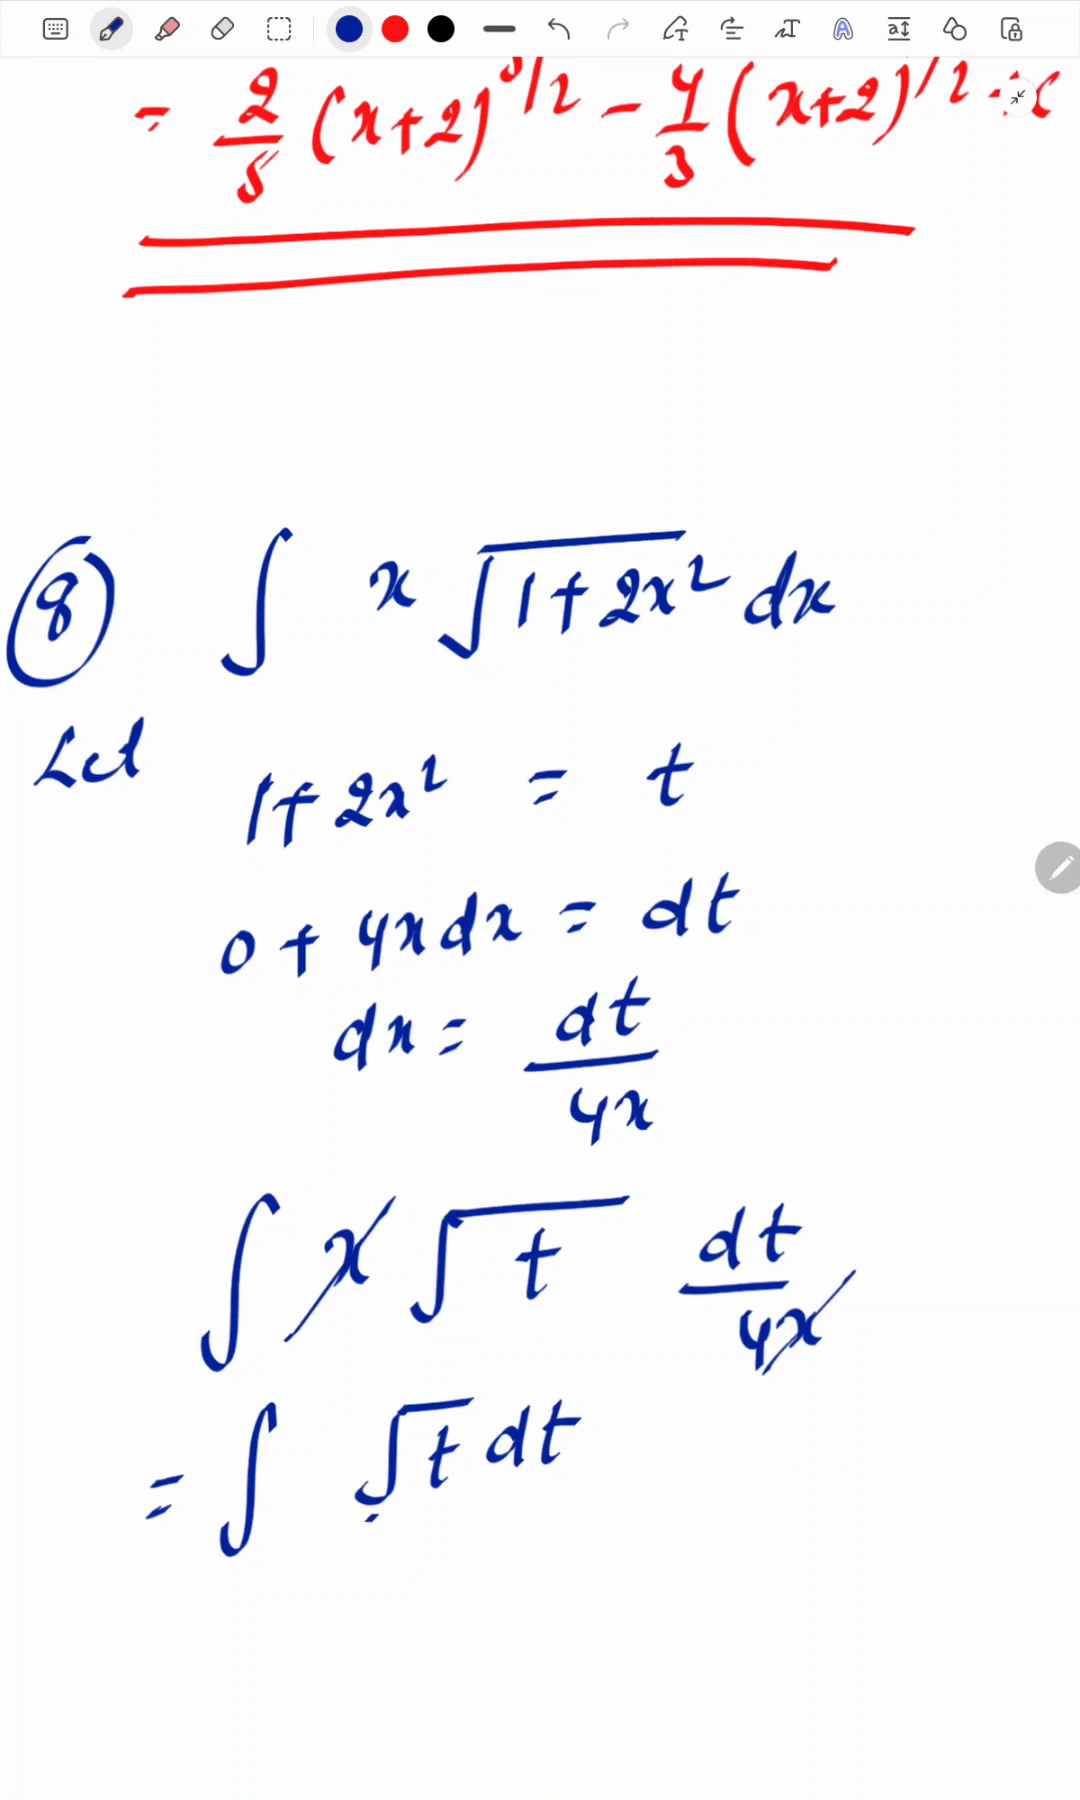 = 2/5 (x+2)^5/2 - 4/3 (x+2)^1/2 + C
⑧ ∫ x √(1+2x²) dx
Let
1+2x² = t
0 + 4x dx = dt
dx = dt/4x
∫ x √t dt/4x
= ∫ √t dt